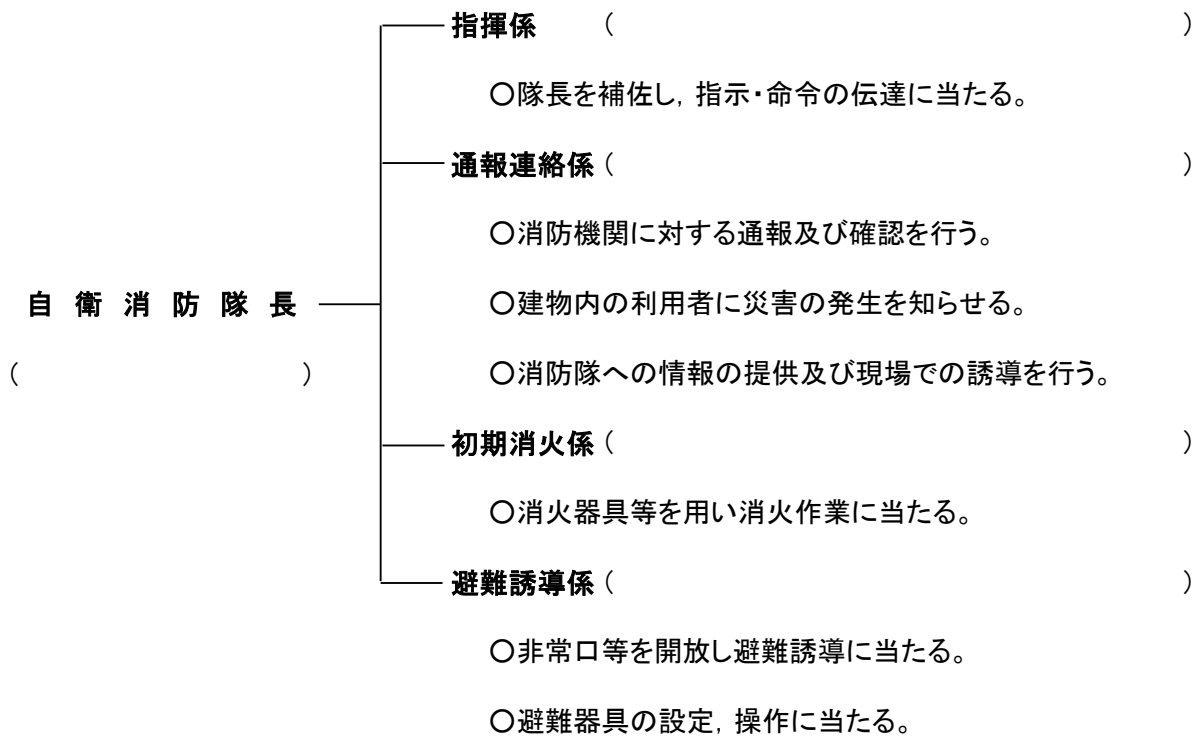 指揮係 (　　　　　　)
〇隊長を補佐し，指示・命令の伝達に当たる。
通報連絡係 (　　　　　　)
〇消防機関に対する通報及び確認を行う。
自 衛 消 防 隊 長
〇建物内の利用者に災害の発生を知らせる。
(　　　　　　)
〇消防隊への情報の提供及び現場での誘導を行う。
初期消火係 (　　　　　　)
〇消火器具等を用い消火作業に当たる。
避難誘導係 (　　　　　　)
〇非常口等を開放し避難誘導に当たる。
〇避難器具の設定，操作に当たる。